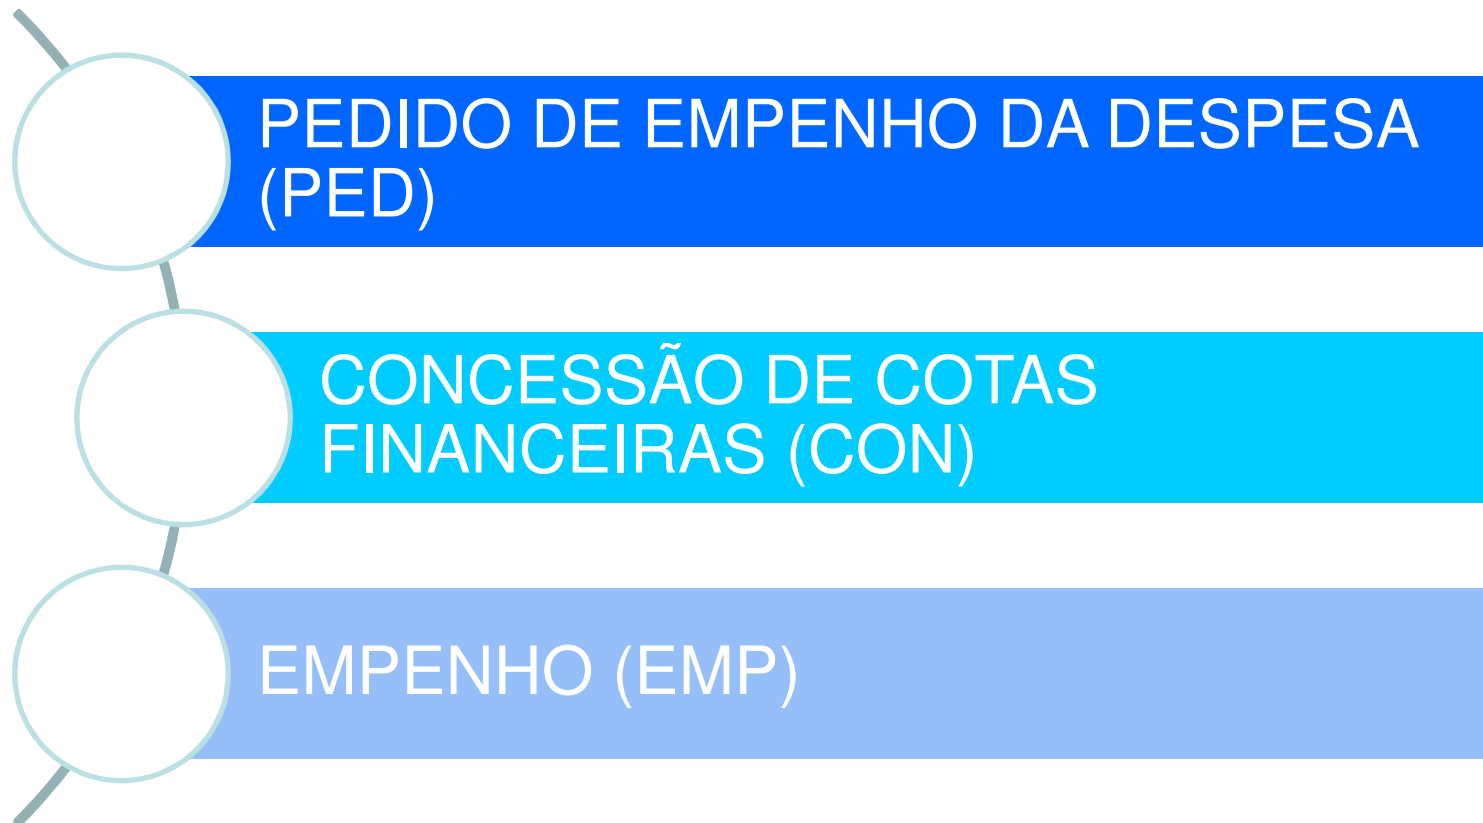 PEDIDO DE EMPENHO DA DESPESA
(PED)
CONCESSÃO DE COTAS
FINANCEIRAS (CON)
EMPENHO (EMP)